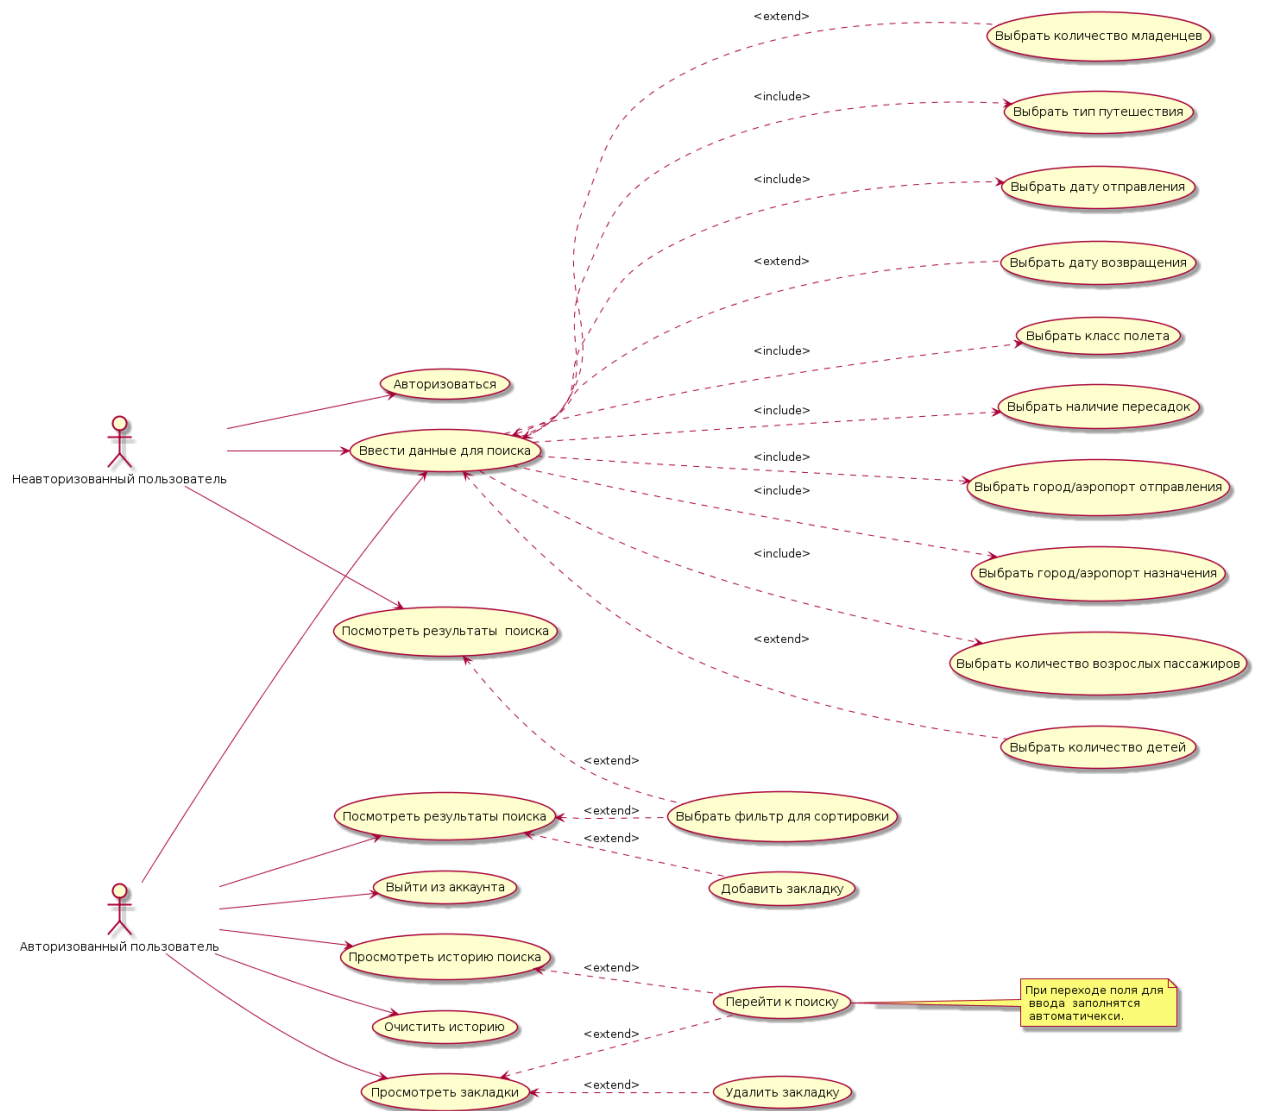 <extend>
Выбрать количество младенцев
<include>
Выбрать тип путешествия
<include>
Выбрать дату отправления
<extend>
Выбрать дату возвращения
<include>
Выбрать класс полета
Авторизоваться
<include>
Выбрать наличие пересадок
Ввести данные для поиска
<include>
Неавторизованный пользователь
Выбрать город/аэропорт отправления
<include>
<include>
Выбрать город/аэропорт назначения
Посмотреть результаты  поиска
<extend>
Выбрать количество возрослых пассажиров
Выбрать количество детей
<extend>
Посмотреть результаты поиска
<extend>
Выбрать фильтр для сортировки
<extend>
Выйти из аккаунта
Добавить закладку
Авторизованный пользователь
Просмотреть историю поиска
<extend>
Перейти к поиску
При переходе поля для
ввода  заполнятся
автоматичекси.
Очистить историю
<extend>
Просмотреть закладки
<extend>
Удалить закладку